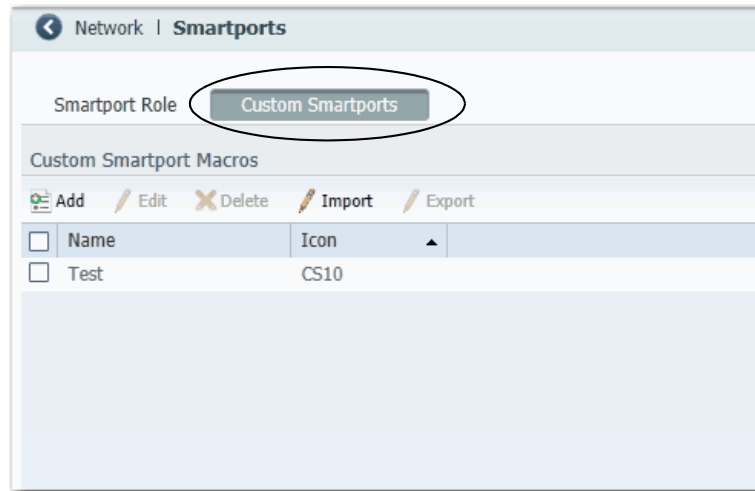 Network | Smartports
Smartport Role Custom Smartports
Custom Smartport Macros
Add Edit Delete Import Export
Name Icon
Test CS10